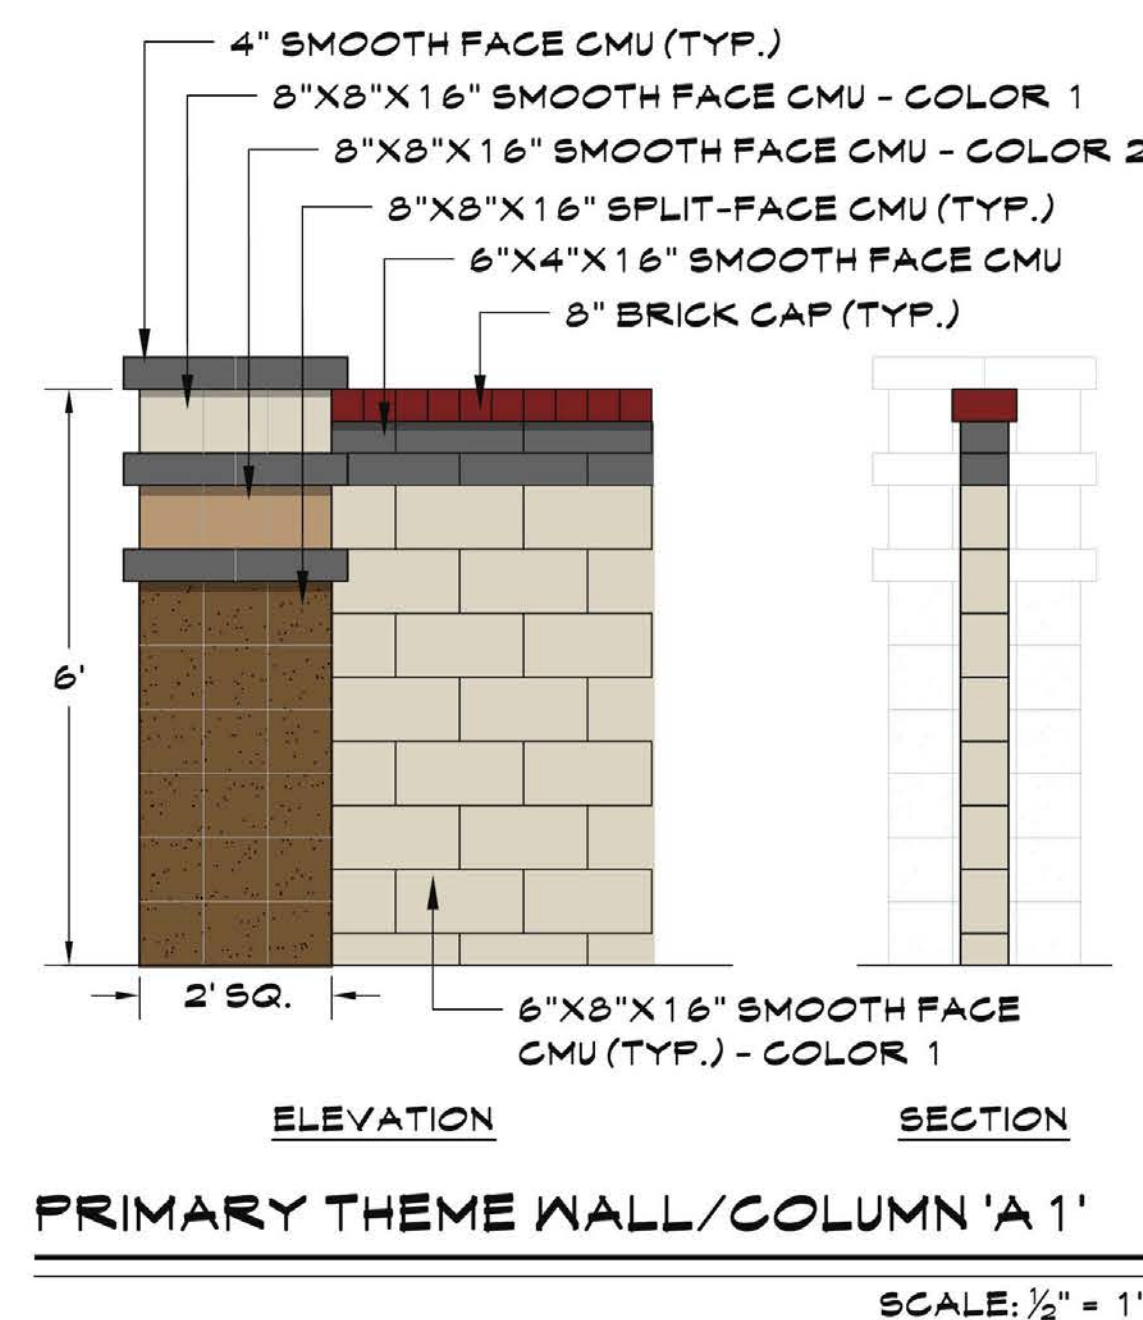 4" SMOOTH FACE CMU (TYP.)
8"X8"X16" SMOOTH FACE CMU - COLOR 1
8"X8"X16" SMOOTH FACE CMU - COLOR 2
8"X8"X16" SPLIT-FACE CMU (TYP.)
6"X4"X16" SMOOTH FACE CMU
8" BRICK CAP (TYP.)
6'
2' SQ.
6"X8"X16" SMOOTH FACE
CMU (TYP.) - COLOR 1
ELEVATION
SECTION
PRIMARY THEME WALL/COLUMN 'A 1'
SCALE: ½" = 1'